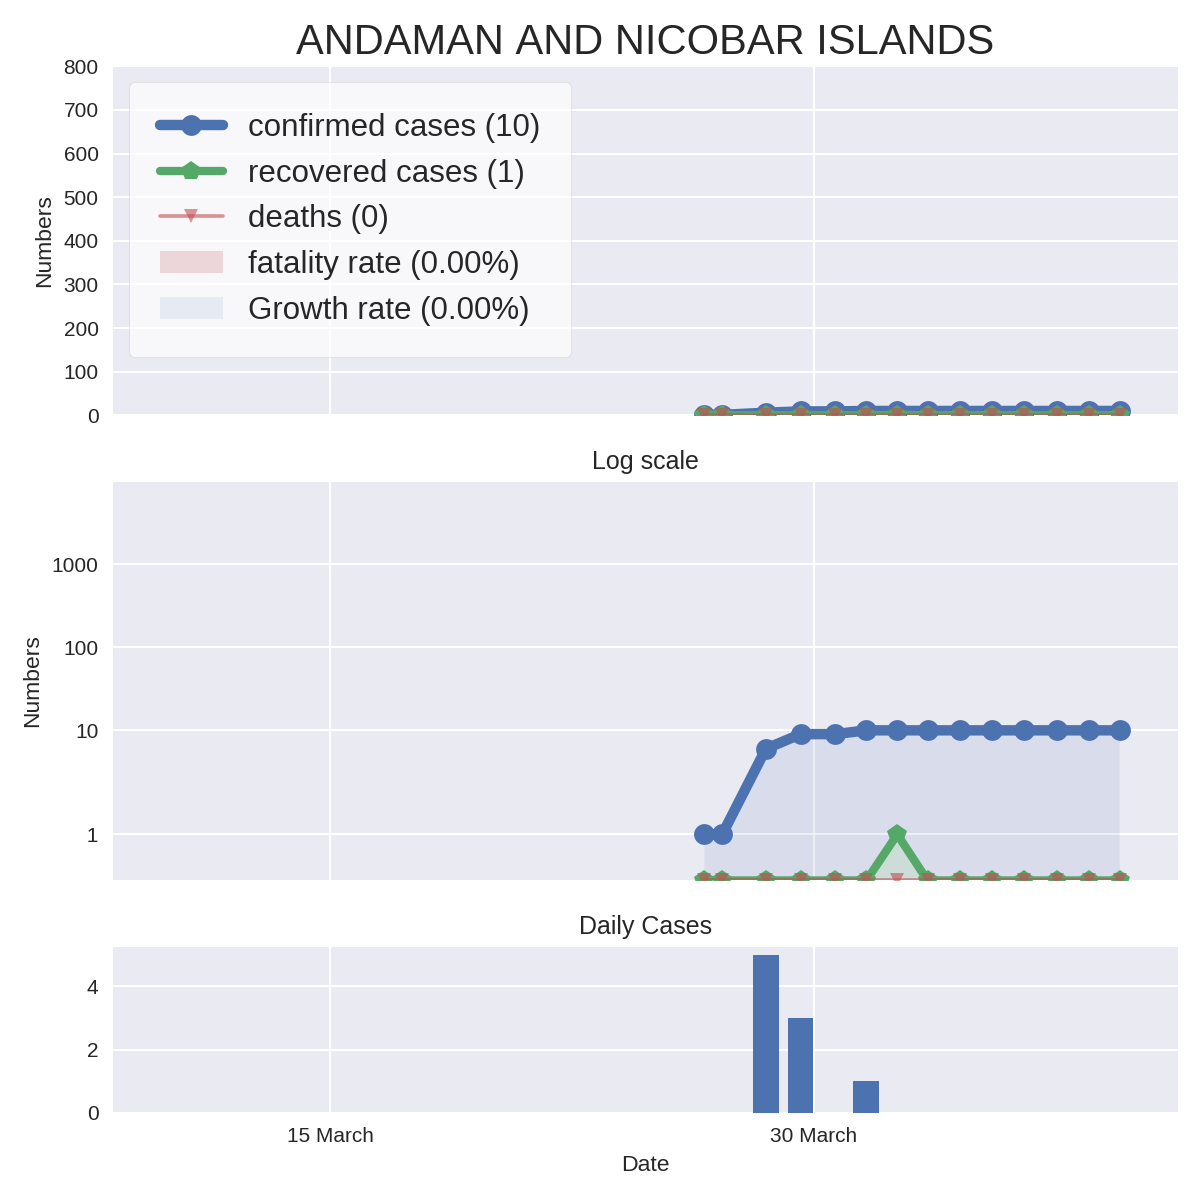 ANDAMAN AND NICOBAR ISLANDS
800
700
600
500
400
300
200
100
0
Numbers
confirmed cases (10)
recovered cases (1)
deaths (0)
fatality rate (0.00%)
Growth rate (0.00%)
Log scale
1000
100
10
1
Numbers
Daily Cases
4
2
0
15 March
30 March
Date